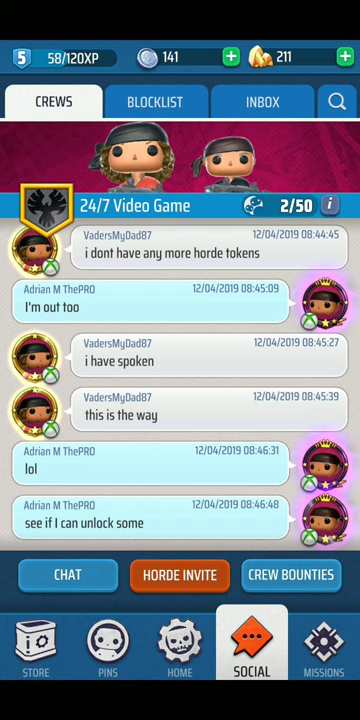 5
58/120XP
141
211
CREWS
BLOCKLIST
INBOX
24/7 Video Game
2/50
i
VadersMyDad87
12/04/2019 08:44:45
i dont have any more horde tokens
Adrian M ThePRO
12/04/2019 08:45:09
I'm out too
VadersMyDad87
12/04/2019 08:45:27
i have spoken
VadersMyDad87
12/04/2019 08:45:39
this is the way
Adrian M ThePRO
12/04/2019 08:46:31
lol
Adrian M ThePRO
12/04/2019 08:46:48
see if I can unlock some
CHAT
HORDE INVITE
CREW BOUNTIES
STORE
PINS
HOME
SOCIAL
MISSIONS